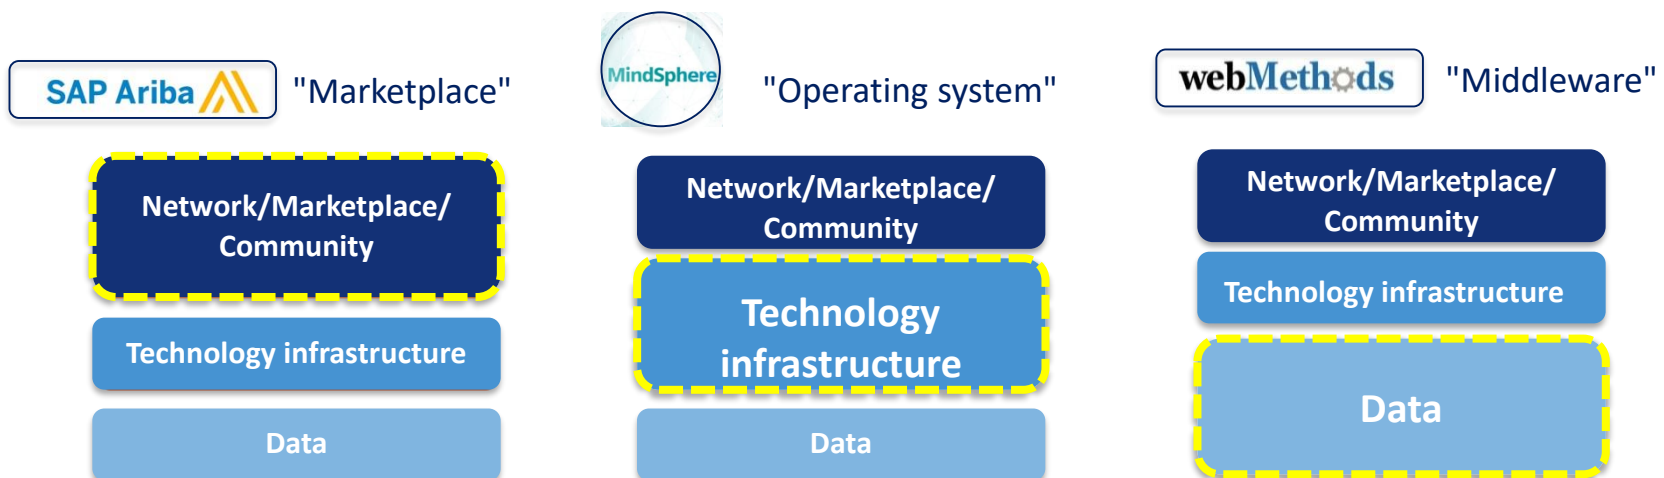 SAP Ariba "Marketplace"
Network/Marketplace/
Community
Technology infrastructure
Data
MindSphere "Operating system"
Network/Marketplace/
Community
Technology
infrastructure
Data
webMethods "Middleware"
Network/Marketplace/
Community
Technology infrastructure
Data